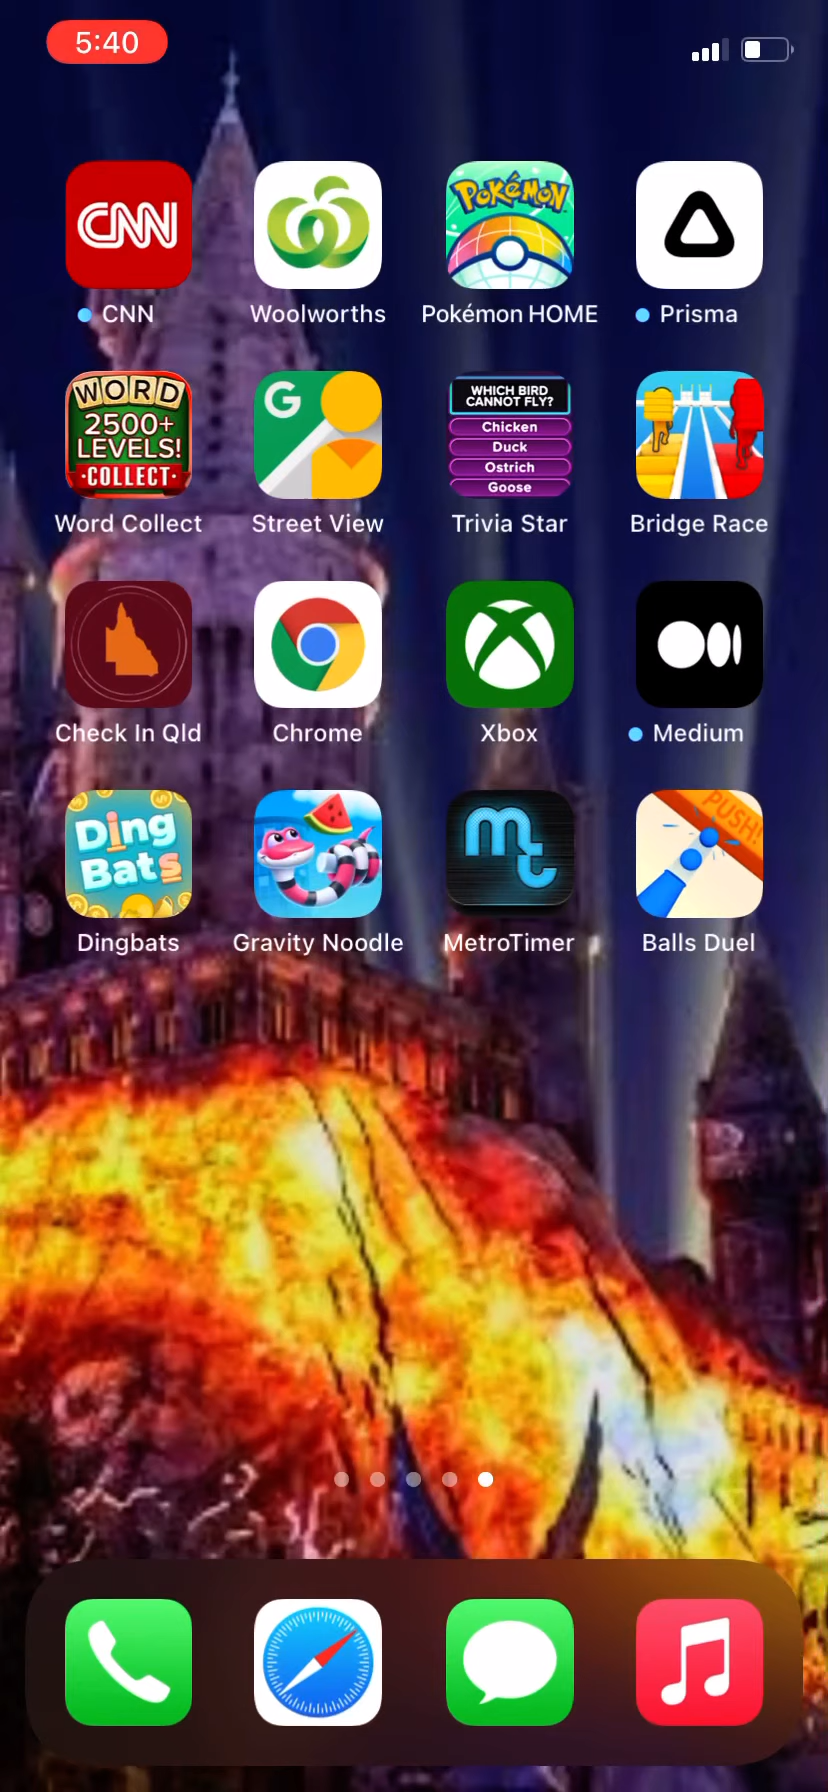 5:40
CNN
Pokémon
CNN
Woolworths
Pokémon HOME
Prisma
WORD
2500+
LEVELS!
·COLLECT·
G
WHICH BIRD
CANNOT FLY?
Chicken
Duck
Ostrich
Goose
Word Collect
Street View
Trivia Star
Bridge Race
Check In Qld
Chrome
Xbox
Medium
Ding
Bats
mt
PUSH!
Dingbats
Gravity Noodle
MetroTimer
Balls Duel